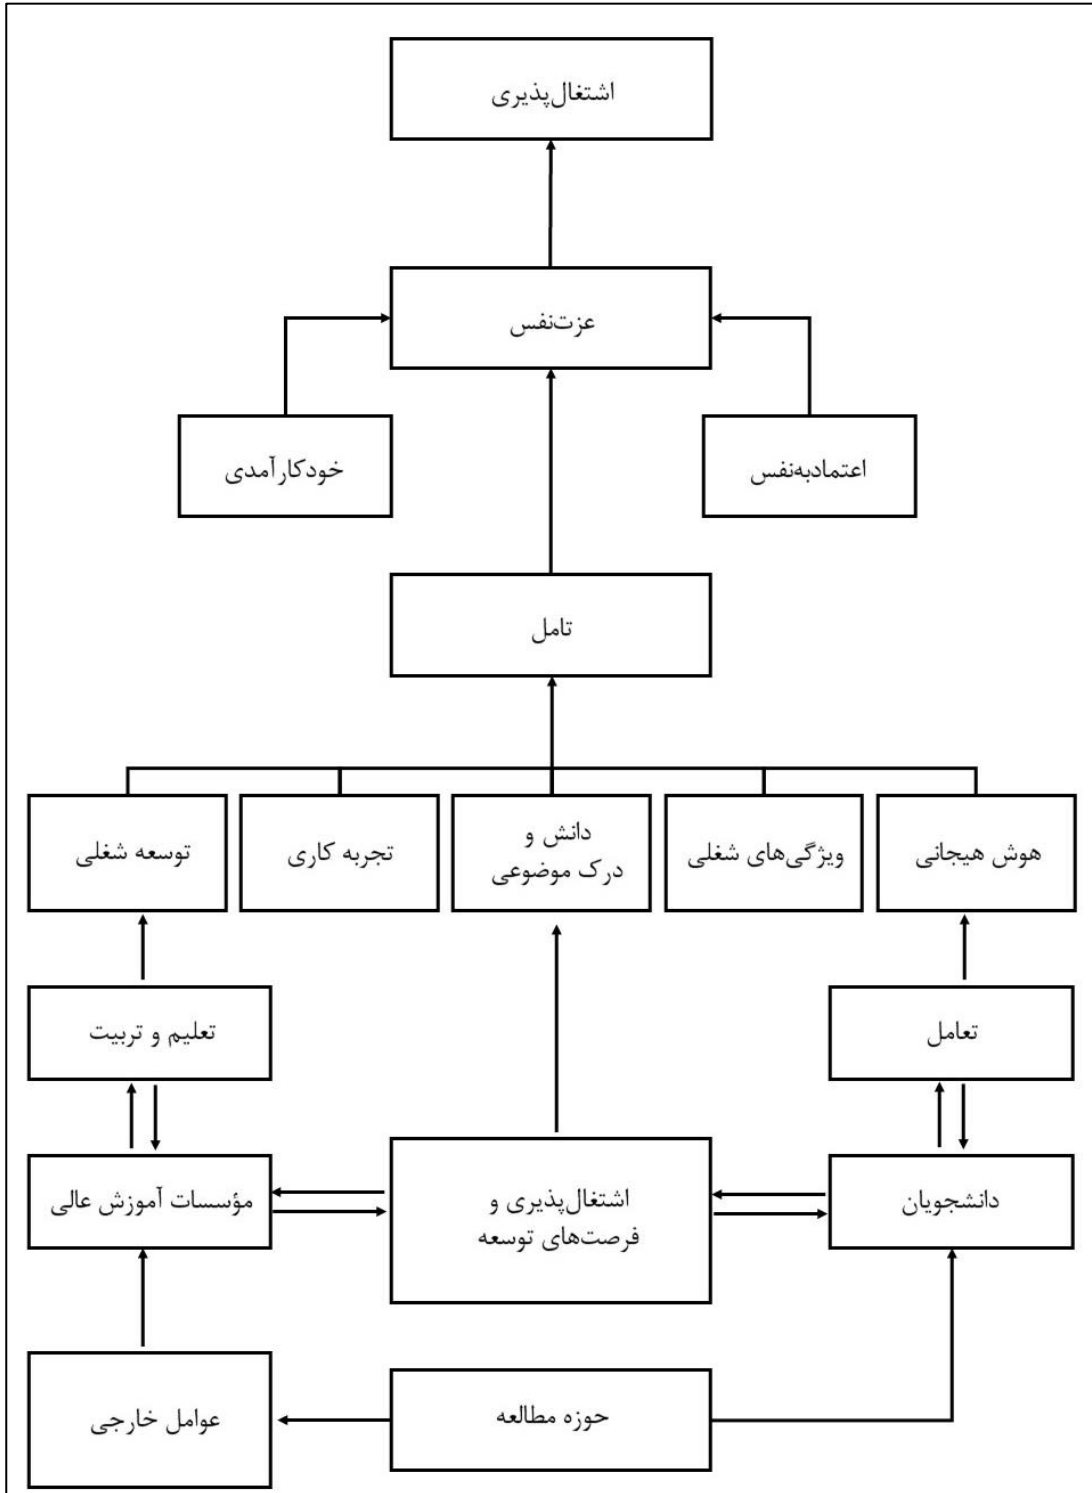 اشتغال‌پذیری
عزت‌نفس
اعتمادبه‌نفس
خودکارآمدی
تامل
هوش هیجانی
ویژگی‌های شغلی
دانش و
درک موضوعی
تجربه کاری
توسعه شغلی
تعامل
تعلیم و تربیت
دانشجویان
اشتغال‌پذیری و
فرصت‌های توسعه
مؤسسات آموزش عالی
حوزه مطالعه
عوامل خارجی